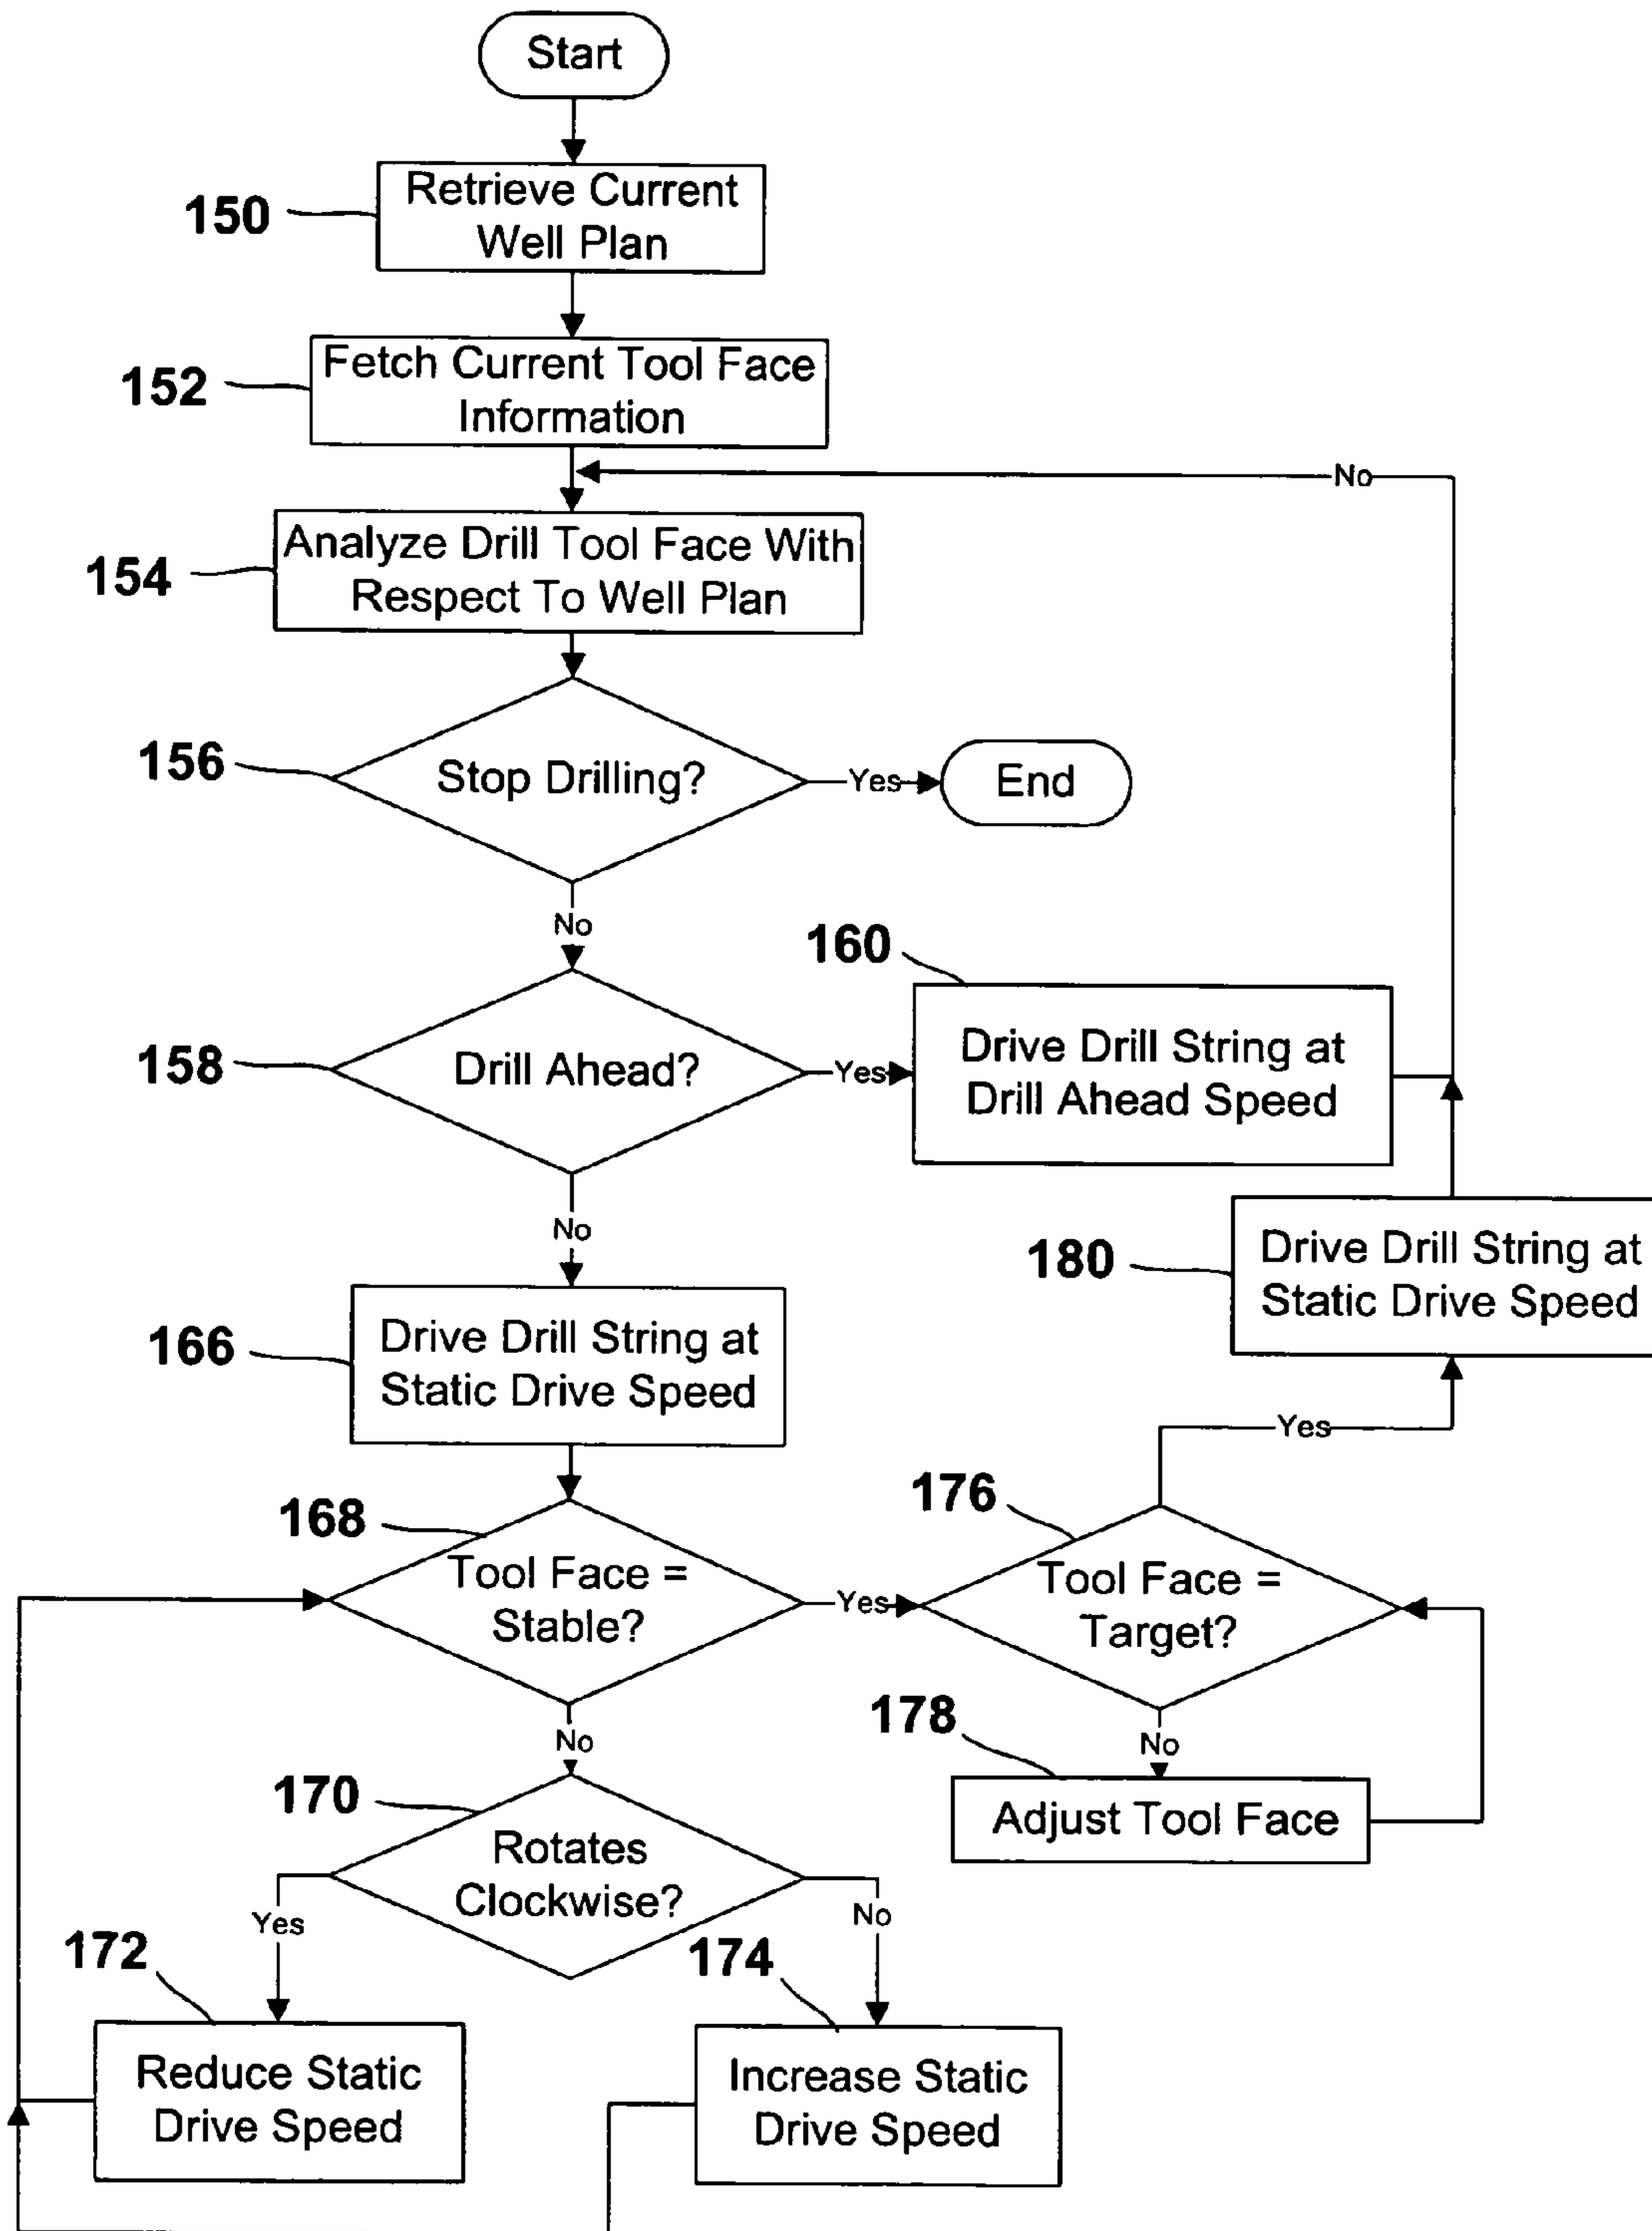 Start
150
Retrieve Current
Well Plan
152
Fetch Current Tool Face
Information
No
154
Analyze Drill Tool Face With
Respect To Well Plan
156
Stop Drilling?
Yes
End
No
160
158
Drill Ahead?
Yes
Drive Drill String at
Drill Ahead Speed
No
180
Drive Drill String at
Static Drive Speed
166
Drive Drill String at
Static Drive Speed
Yes
168
Tool Face =
Stable?
Yes
176
Tool Face =
Target?
No
178
No
Adjust Tool Face
170
Rotates
Clockwise?
Yes
No
172
174
Reduce Static
Drive Speed
Increase Static
Drive Speed